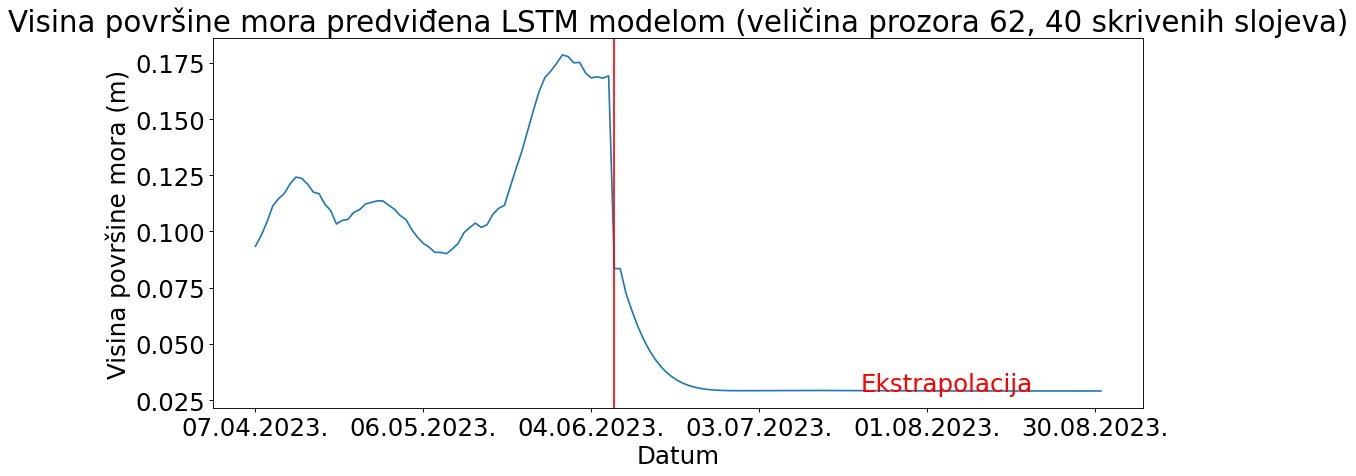 Visina površine mora predviđena LSTM modelom (veličina prozora 62, 40 skrivenih slojeva)
Visina površine mora (m)
0.175
0.150
0.125
0.100
0.075
0.050
0.025
Ekstrapolacija
07.04.2023. 06.05.2023. 04.06.2023. 03.07.2023. 01.08.2023. 30.08.2023.
Datum